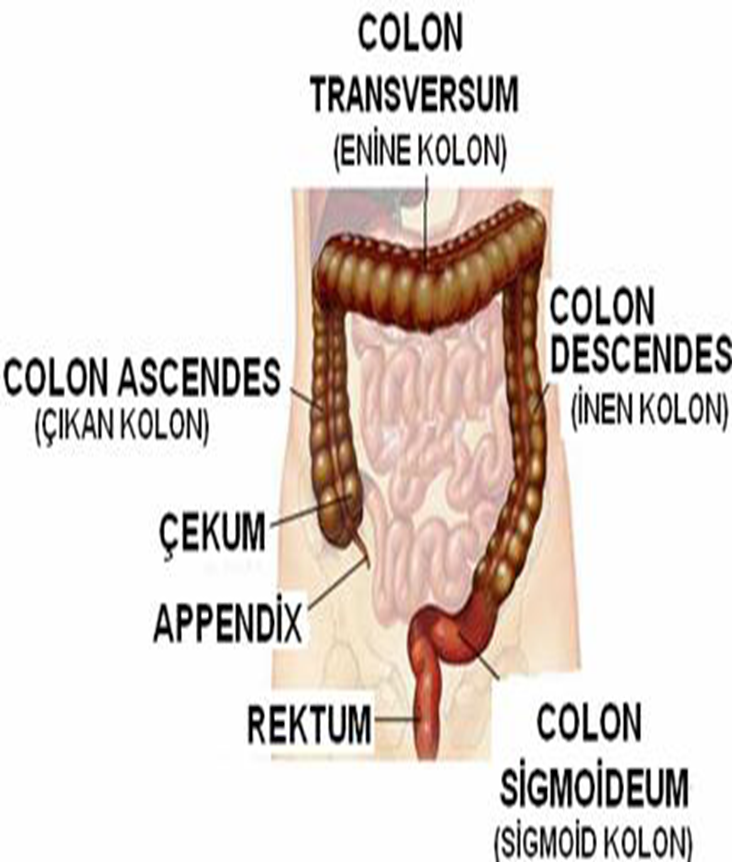 COLON
TRANSVERSUM
(ENİNE KOLON)
COLON
DESCENDES
(İNEN KOLON)
COLON ASCENDES
(ÇIKAN KOLON)
ÇEKUM
APPENDİX
REKTUM
COLON
SİGMOİDEUM
(SİGMOİD KOLON)